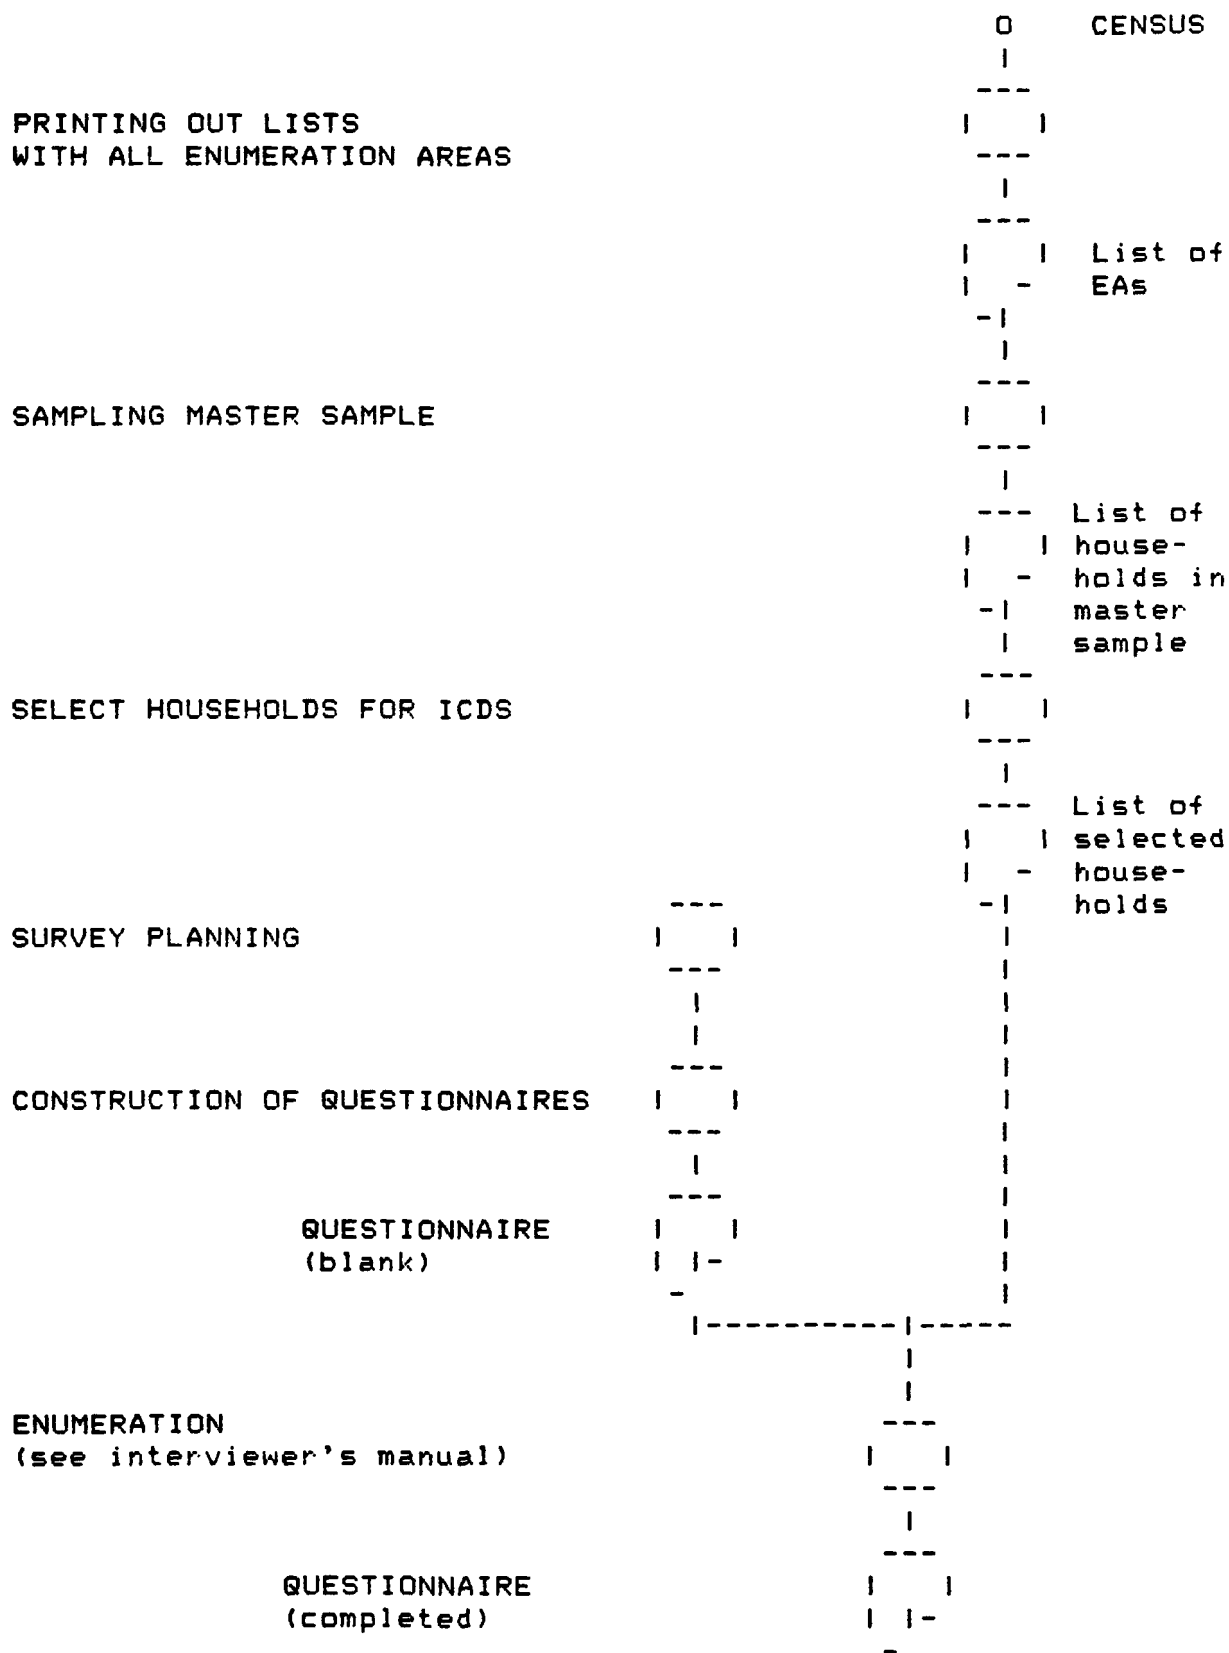 CENSUS
PRINTING OUT LISTS
WITH ALL ENUMERATION AREAS
List of
EAs
SAMPLING MASTER SAMPLE
List of
house-
holds in
master
sample
SELECT HOUSEHOLDS FOR ICDS
List of
selected
house-
holds
SURVEY PLANNING
CONSTRUCTION OF QUESTIONNAIRES
QUESTIONNAIRE
(blank)
ENUMERATION
(see interviewer's manual)
QUESTIONNAIRE
(completed)